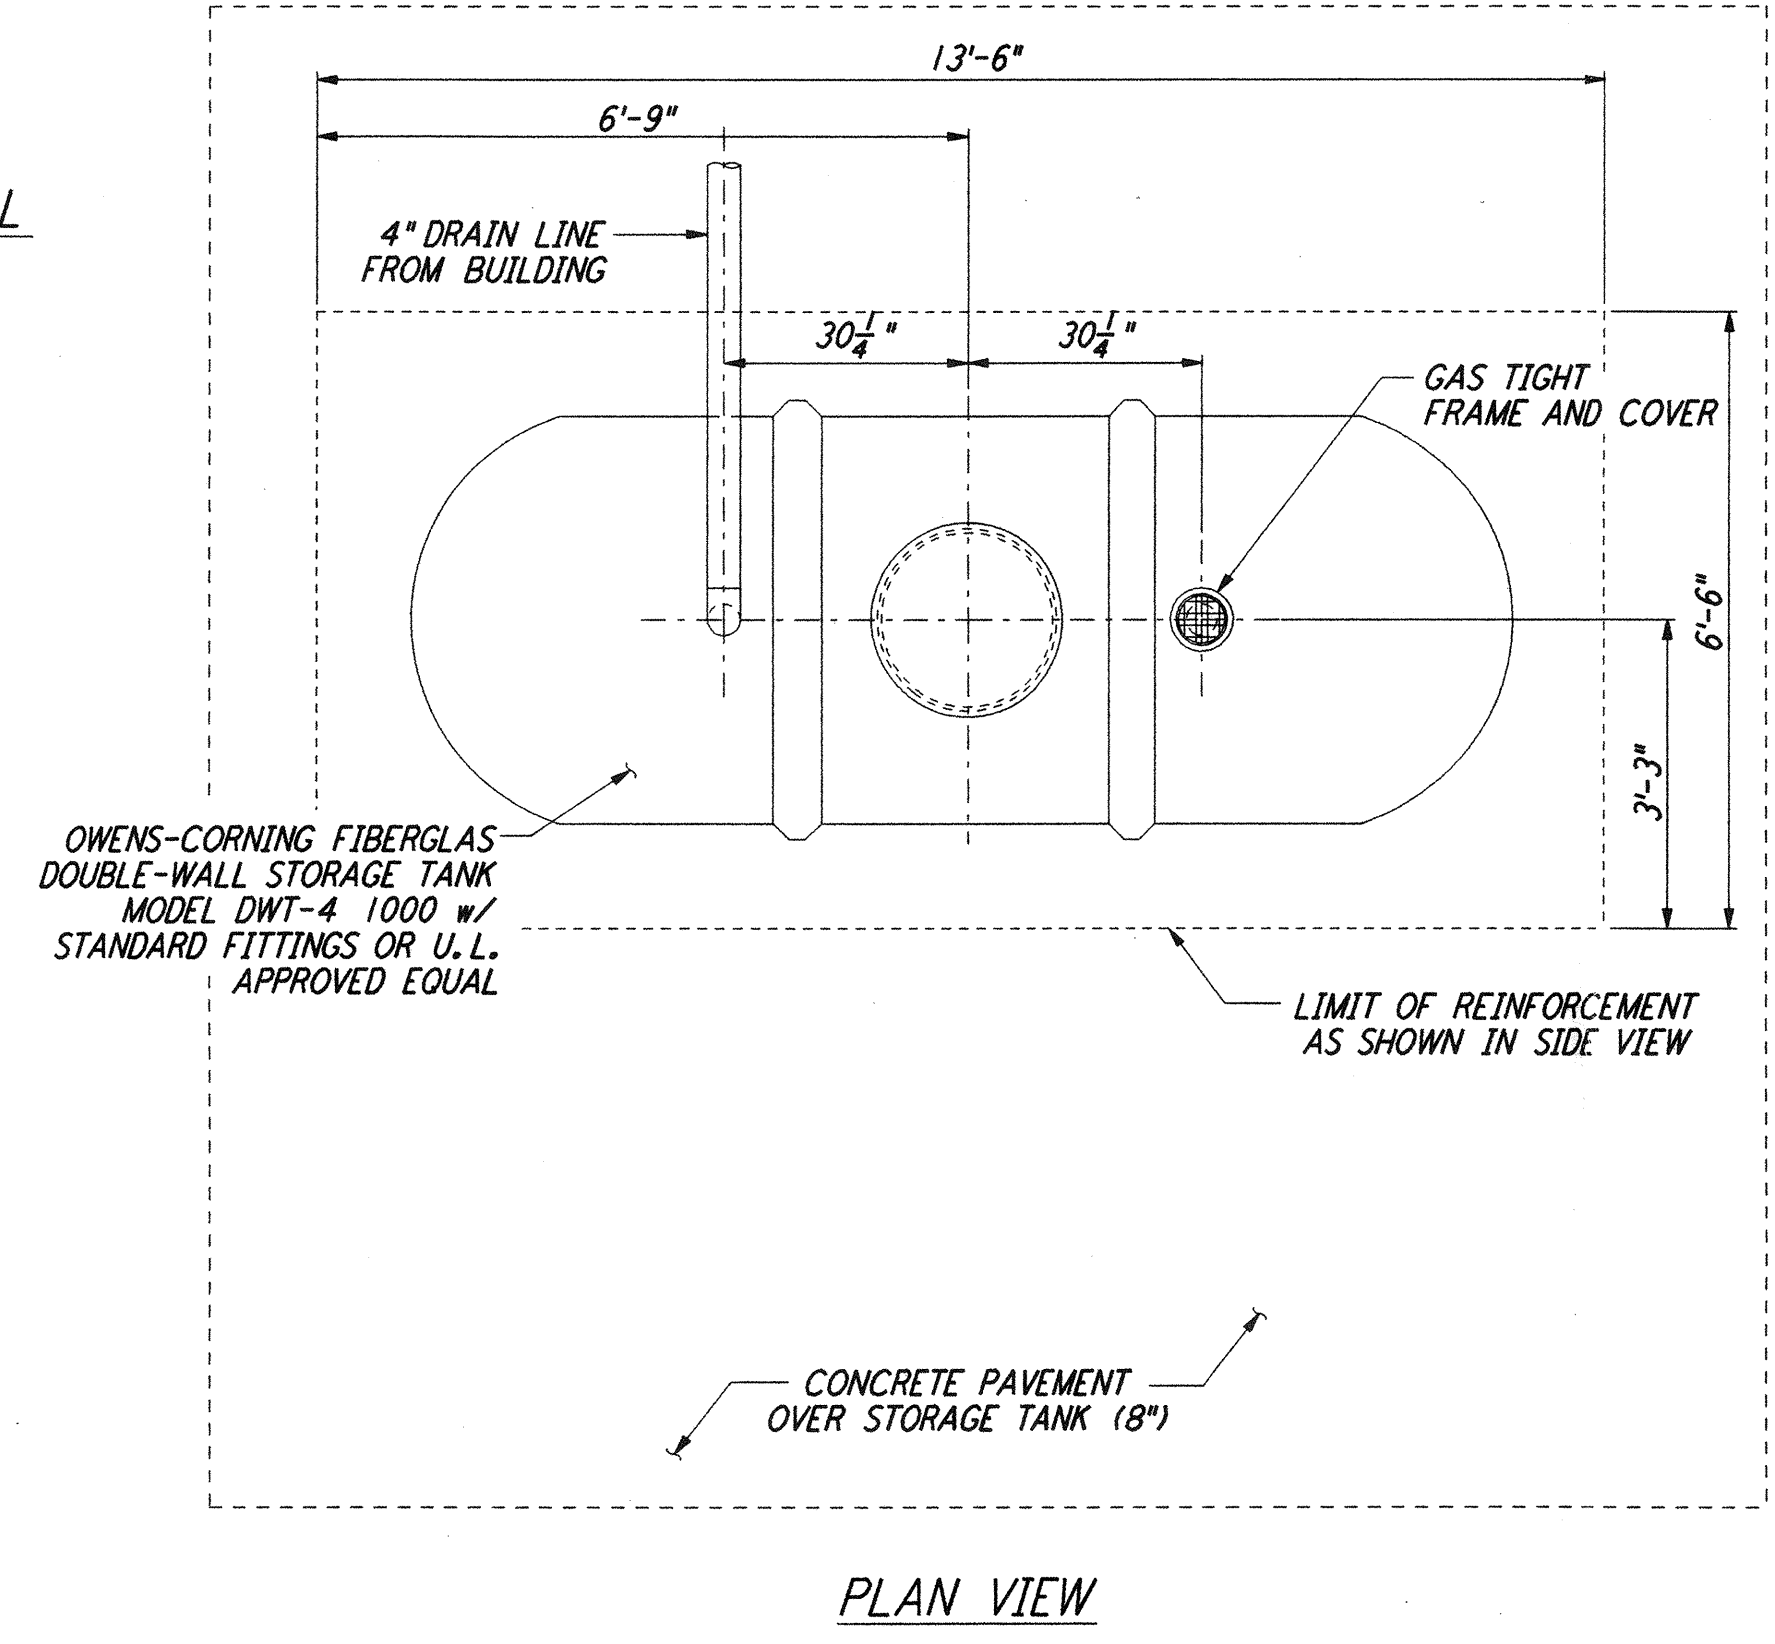 L
13'-6"
6'-9"
4" DRAIN LINE
FROM BUILDING
30 1/4"
30 1/4"
GAS TIGHT
FRAME AND COVER
6'-6"
3'-3"
OWENS-CORNING FIBERGLAS
DOUBLE-WALL STORAGE TANK
MODEL DWT-4 1000 w/
STANDARD FITTINGS OR U.L.
APPROVED EQUAL
LIMIT OF REINFORCEMENT
AS SHOWN IN SIDE VIEW
CONCRETE PAVEMENT
OVER STORAGE TANK (8")
PLAN VIEW